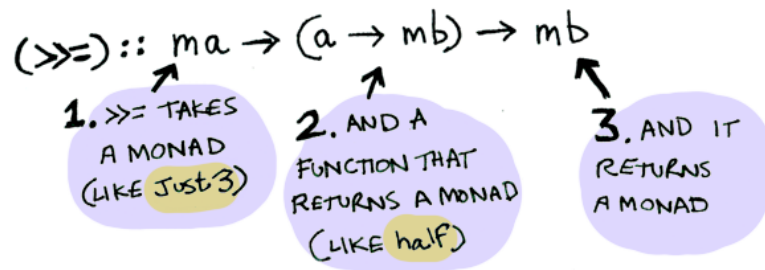 (>>=) :: ma → (a → mb) → mb
1. >>= TAKES
A MONAD
(LIKE Just 3)
2. AND A
FUNCTION THAT
RETURNS A MONAD
(LIKE half)
3. AND IT
RETURNS
A MONAD